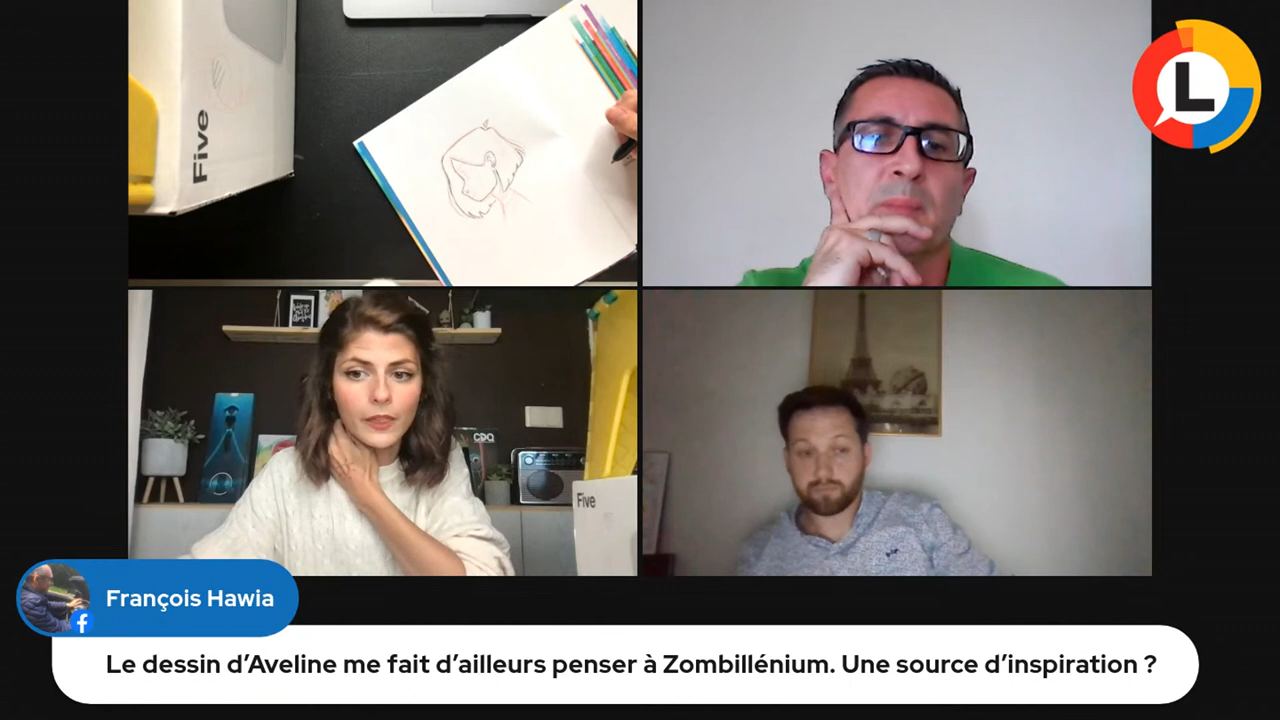 Five
L
CDQ
Five
François Hawia
Le dessin d'Aveline me fait d'ailleurs penser à Zombillénium. Une source d'inspiration ?